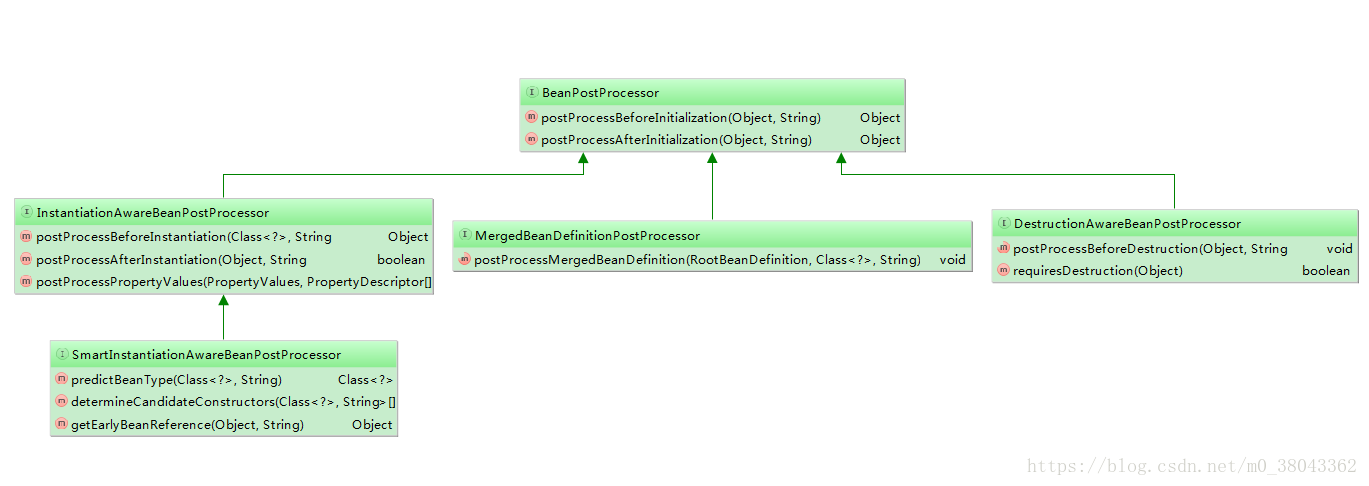 BeanPostProcessor
postProcessBeforeInitialization(Object, String) Object
postProcessAfterInitialization(Object, String) Object
InstantiationAwareBeanPostProcessor
postProcessBeforeInstantiation(Class<?>, String Object
postProcessAfterInstantiation(Object, String boolean
postProcessPropertyValues(PropertyValues, PropertyDescriptor[]
MergedBeanDefinitionPostProcessor
postProcessMergedBeanDefinition(RootBeanDefinition, Class<?>, String) void
DestructionAwareBeanPostProcessor
postProcessBeforeDestruction(Object, String void
requiresDestruction(Object) boolean
SmartInstantiationAwareBeanPostProcessor
predictBeanType(Class<?>, String) Class<?>
determineCandidateConstructors(Class<?>, String>[]
getEarlyBeanReference(Object, String) Object
https://blog.csdn.net/m0_38043362